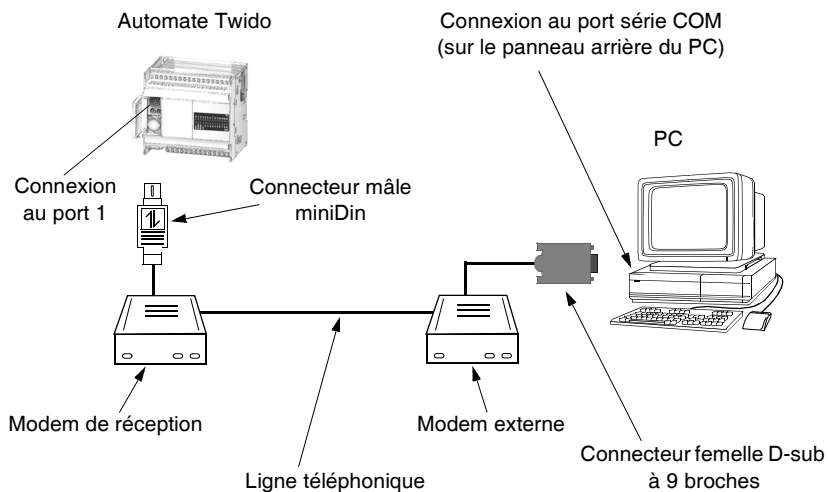 Automate Twido
Connexion au port série COM
(sur le panneau arrière du PC)
PC
Connexion
au port 1
Connecteur mâle
miniDin
Modem de réception
Modem externe
Ligne téléphonique
Connecteur femelle D-sub
à 9 broches